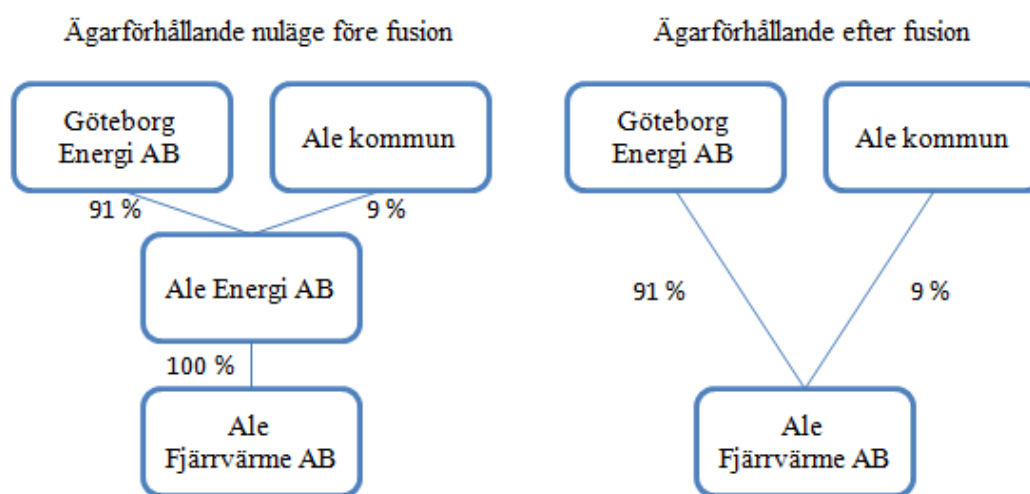 Ägarförhållande nuläge före fusion
Göteborg
Energi AB
Ale kommun
91 %
9 %
Ale Energi AB
100 %
Ale
Fjärrvärme AB
Ägarförhållande efter fusion
Göteborg
Energi AB
Ale kommun
91 %
9 %
Ale
Fjärrvärme AB